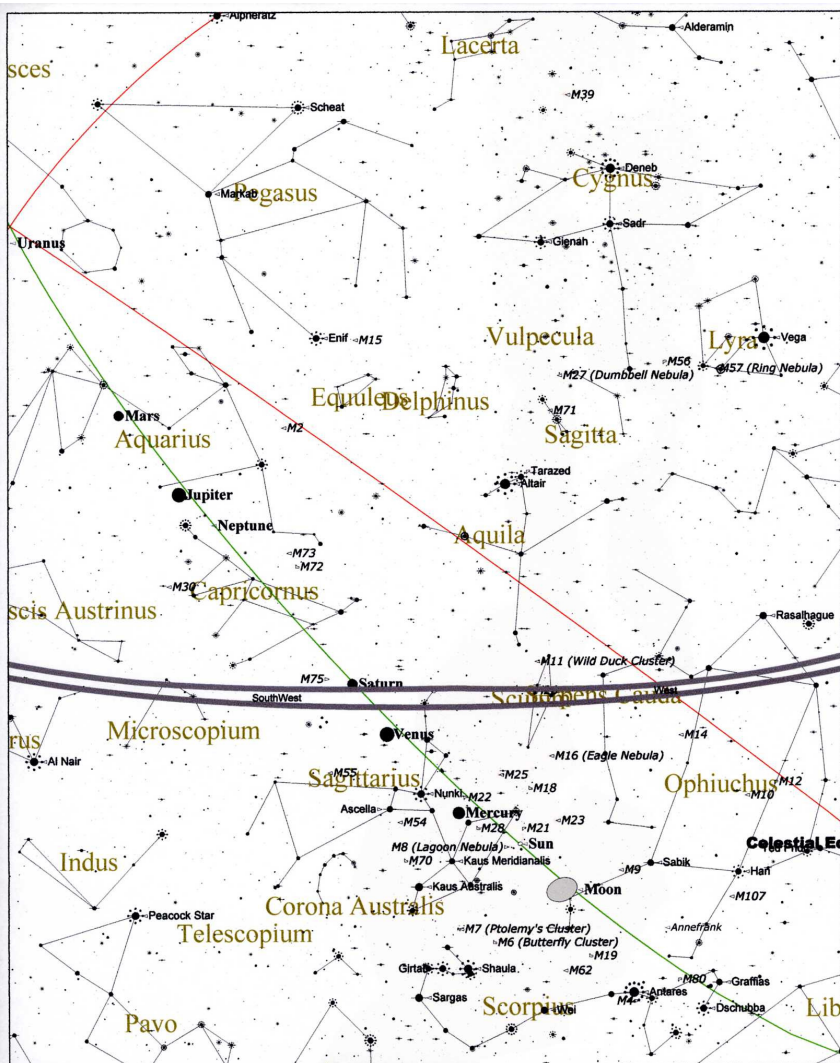 Alpheratz
Lacerta
Alderamin
sces
M39
Scheat
Deneb
Cygnus
Markab
Pegasus
Sadr
Gienah
Uranus
Enif
M15
Vulpecula
Lyra
Vega
M56
M57 (Ring Nebula)
M27 (Dumbbell Nebula)
Equuleus
Delphinus
M71
Mars
M2
Sagitta
Aquarius
Tarazed
Altair
Jupiter
Neptune
Aquila
M73
M72
M30
Capricornus
scis Austrinus
Rasalhague
M11 (Wild Duck Cluster)
M75
Saturn
West
SouthWest
Serpens Cauda
Microscopium
rus
Venus
M14
Al Nair
M16 (Eagle Nebula)
M55
Sagittarius
M25
Ophiuchus
M12
M18
M10
Nunki
M22
Ascella
Mercury
M54
M28
M21
M23
Sun
M8 (Lagoon Nebula)
Celestial Eq
Indus
M70
Kaus Meridianalis
Sabik
M9
Han
Kaus Australis
Moon
M107
Corona Australis
Peacock Star
Telescopium
M7 (Ptolemy's Cluster)
Annefrank
M6 (Butterfly Cluster)
M19
Girtab
Shaula
M62
M80
Graffias
Antares
Sargas
Scorpius
Wei
M4
Dschubba
Lib
Pavo